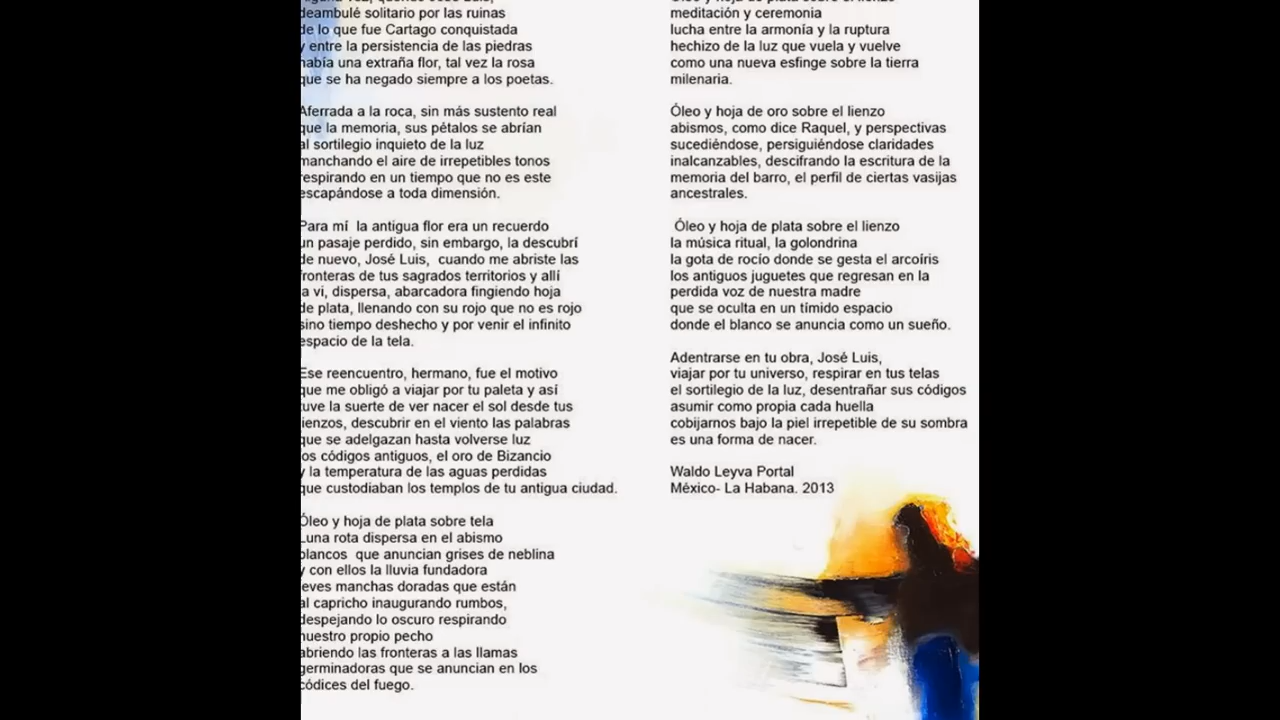 deambulé solitario por las ruinas
de lo que fue Cartago conquistada
y entre la persistencia de las piedras
había una extraña flor, tal vez la rosa
que se ha negado siempre a los poetas.
Aferrada a la roca, sin más sustento real
que la memoria, sus pétalos se abrían
al sortilegio inquieto de la luz
manchando el aire de irrepetibles tonos
respirando en un tiempo que no es este
escapándose a toda dimensión.
Para mí  la antigua flor era un recuerdo
un pasaje perdido, sin embargo, la descubrí
de nuevo, José Luis,  cuando me abriste las
fronteras de tus sagrados territorios y allí
la vi, dispersa, abarcadora fingiendo hoja
de plata, llenando con su rojo que no es rojo
sino tiempo deshecho y por venir el infinito
espacio de la tela.
Ese reencuentro, hermano, fue el motivo
que me obligó a viajar por tu paleta y así
tuve la suerte de ver nacer el sol desde tus
lienzos, descubrir en el viento las palabras
que se adelgazan hasta volverse luz
los códigos antiguos, el oro de Bizancio
y la temperatura de las aguas perdidas
que custodiaban los templos de tu antigua ciudad.
Óleo y hoja de plata sobre tela
Luna rota dispersa en el abismo
blancos  que anuncian grises de neblina
y con ellos la lluvia fundadora
leves manchas doradas que están
al capricho inaugurando rumbos,
despejando lo oscuro respirando
nuestro propio pecho
abriendo las fronteras a las llamas
germinadoras que se anuncian en los
códices del fuego.
Óleo y hoja de plata sobre el lienzo
meditación y ceremonia
lucha entre la armonía y la ruptura
hechizo de la luz que vuela y vuelve
como una nueva esfinge sobre la tierra
milenaria.
Óleo y hoja de oro sobre el lienzo
abismos, como dice Raquel, y perspectivas
sucediéndose, persiguiéndose claridades
inalcanzables, descifrando la escritura de la
memoria del barro, el perfil de ciertas vasijas
ancestrales.
Óleo y hoja de plata sobre el lienzo
la música ritual, la golondrina
la gota de rocío donde se gesta el arcoíris
los antiguos juguetes que regresan en la
perdida voz de nuestra madre
que se oculta en un tímido espacio
donde el blanco se anuncia como un sueño.
Adentrarse en tu obra, José Luis,
viajar por tu universo, respirar en tus telas
el sortilegio de la luz, desentrañar sus códigos
asumir como propia cada huella
cobijarnos bajo la piel irrepetible de su sombra
es una forma de nacer.
Waldo Leyva Portal
México- La Habana. 2013